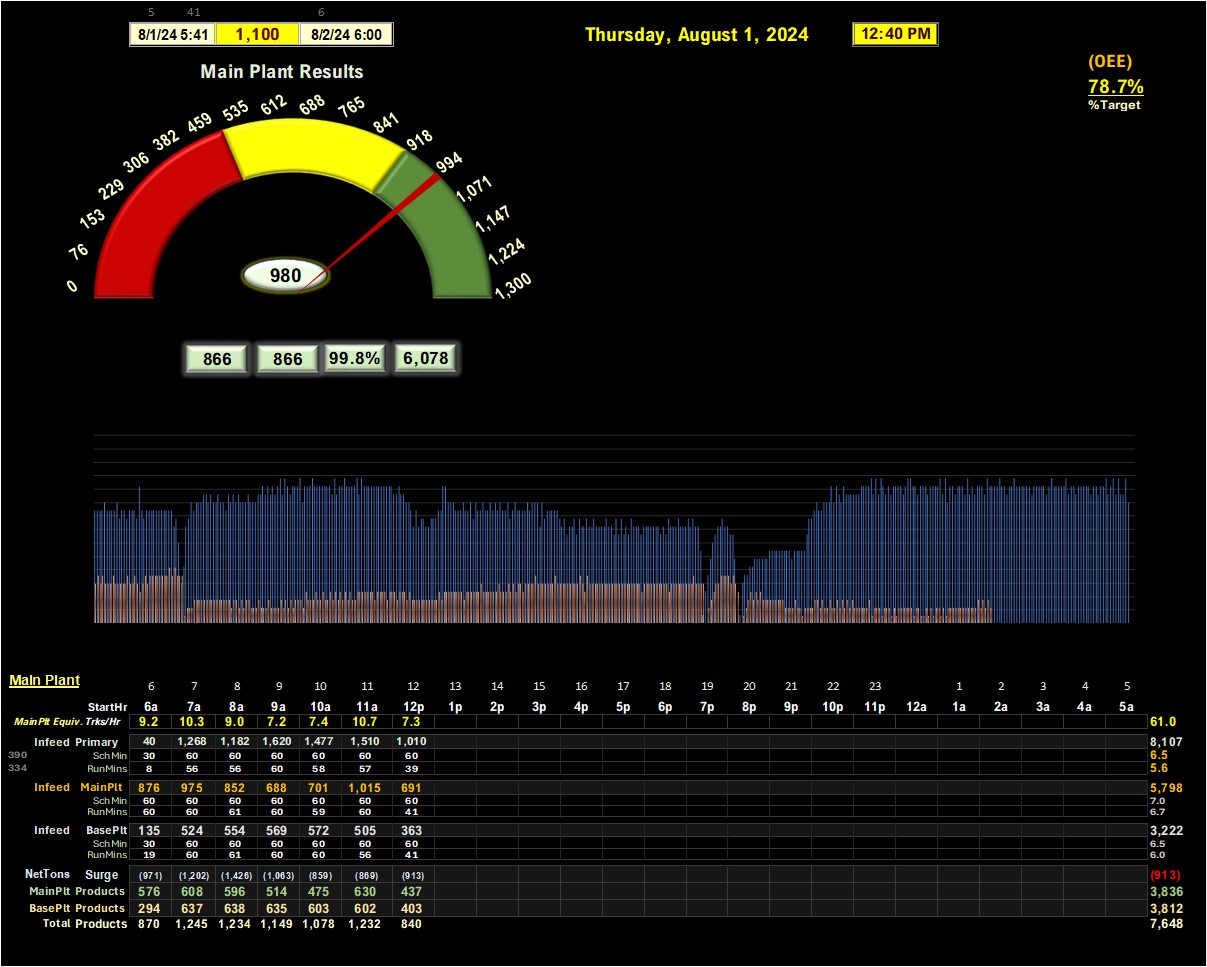 5 41 6
8/1/24 5:41 1,100 8/2/24 6:00 Thursday, August 1, 2024 12:40 PM
(OEE)
78.7%
%Target
Main Plant Results
0 76 153 229 306 382 459 535 612 688 765 841 918 994 1,071 1,147 1,224 1,300
980
866 866 99.8% 6,078
Main Plant
6 7 8 9 10 11 12 13 14 15 16 17 18 19 20 21 22 23 1 2 3 4 5
StartHr 6a 7a 8a 9a 10a 11a 12p 1p 2p 3p 4p 5p 6p 7p 8p 9p 10p 11p 12a 1a 2a 3a 4a 5a
MainPlt Equiv. Trks/Hr 9.2 10.3 9.0 7.2 7.4 10.7 7.3 61.0
Infeed Primary 40 1,268 1,182 1,620 1,477 1,510 1,010 8,107
390 SchMin 30 60 60 60 60 60 60 6.5
334 RunMins 8 56 56 60 58 57 39 5.6
Infeed MainPlt 876 975 852 688 701 1,015 691 5,798
SchMin 60 60 60 60 60 60 60 7.0
RunMins 60 60 61 60 59 60 41 6.7
Infeed BasePlt 135 524 554 569 572 505 363 3,222
SchMin 30 60 60 60 60 60 60 6.5
RunMins 19 60 61 60 60 56 41 6.0
NetTons Surge (971) (1,202) (1,426) (1,063) (859) (869) (913) (913)
MainPlt Products 576 608 596 514 475 630 437 3,836
BasePlt Products 294 637 638 635 603 602 403 3,812
Total Products 870 1,245 1,234 1,149 1,078 1,232 840 7,648